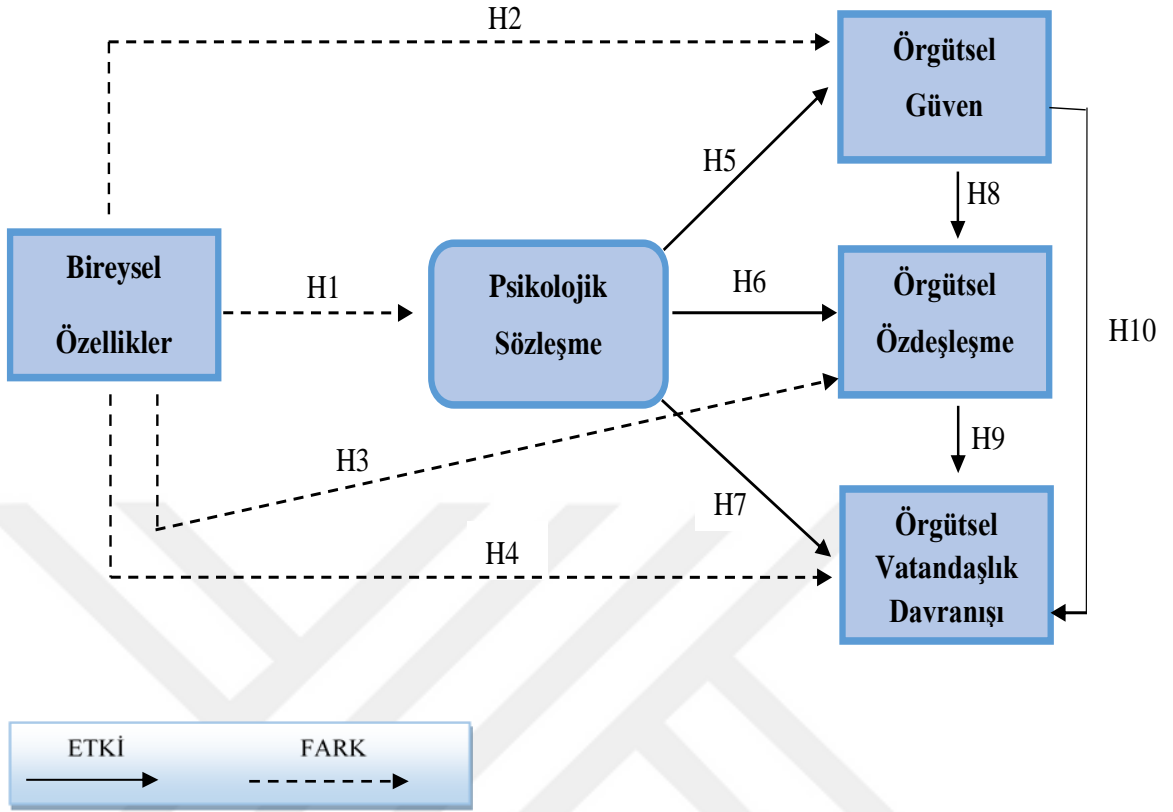 H2
Örgütsel
Güven
H5
H8
Bireysel
Özellikler
H1
Psikolojik
Sözleşme
H6
Örgütsel
Özdeşleşme
H10
H3
H9
H7
H4
Örgütsel
Vatandaşlık
Davranışı
ETKİ
FARK